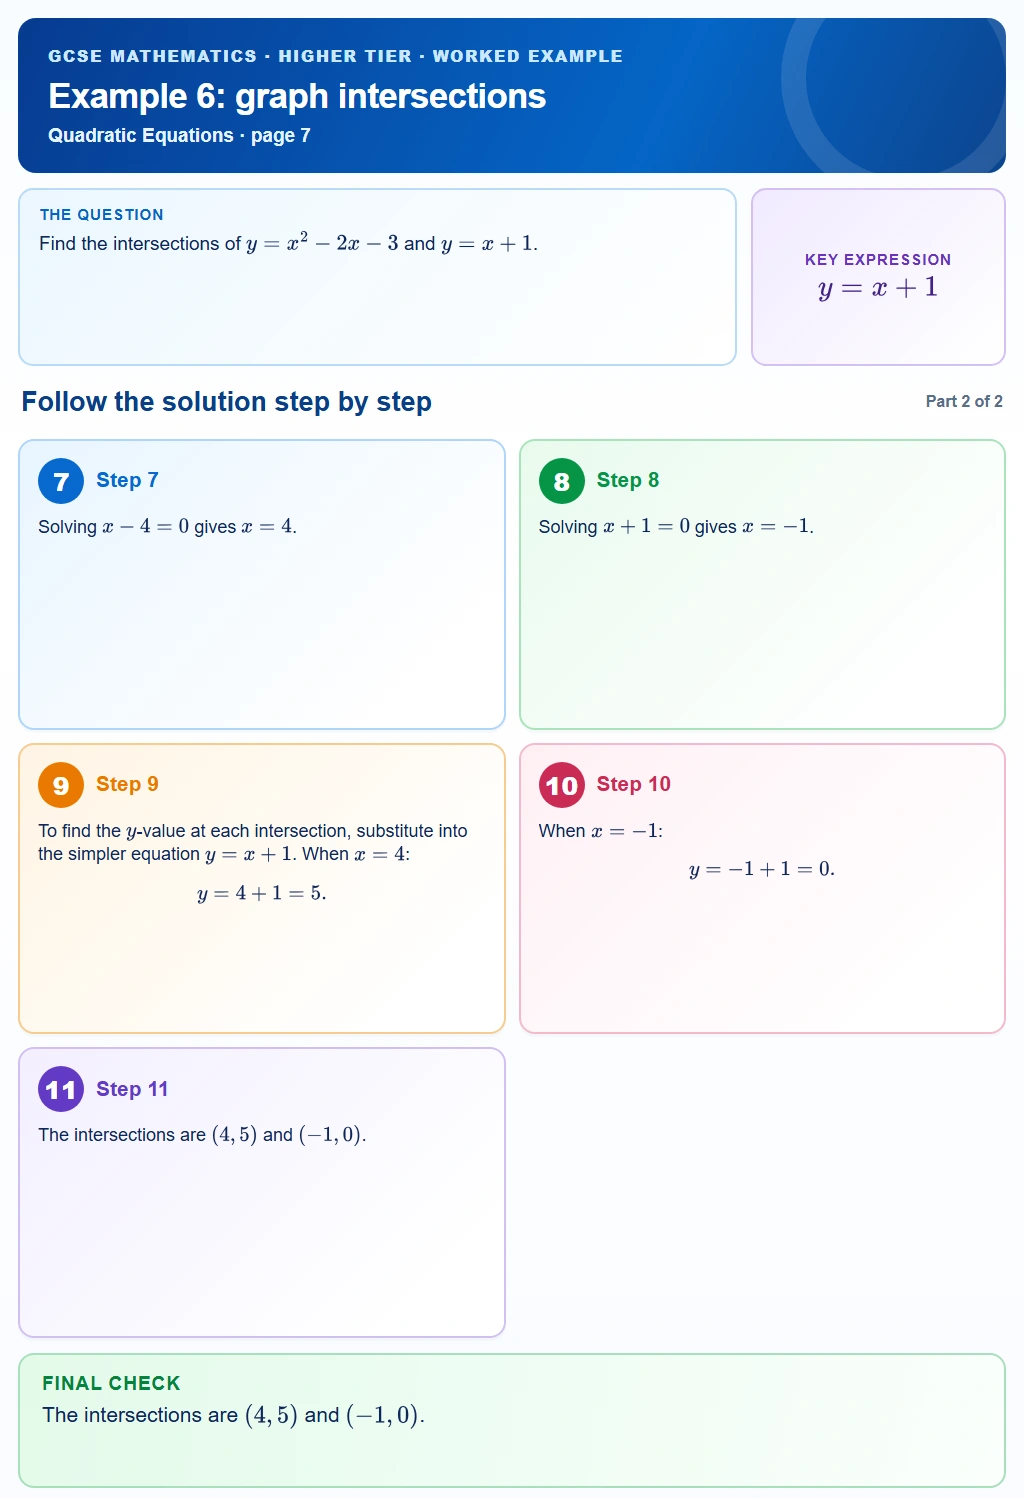 GCSE MATHEMATICS · HIGHER TIER · WORKED EXAMPLE
Example 6: graph intersections
Quadratic Equations · page 7
THE QUESTION
Find the intersections of y = x² − 2x − 3 and y = x + 1.
KEY EXPRESSION
y = x + 1
Follow the solution step by step
Part 2 of 2
7 Step 7
Solving x − 4 = 0 gives x = 4.
8 Step 8
Solving x + 1 = 0 gives x = −1.
9 Step 9
To find the y-value at each intersection, substitute into
the simpler equation y = x + 1. When x = 4:
y = 4 + 1 = 5.
10 Step 10
When x = −1:
y = −1 + 1 = 0.
11 Step 11
The intersections are (4, 5) and (−1, 0).
FINAL CHECK
The intersections are (4, 5) and (−1, 0).